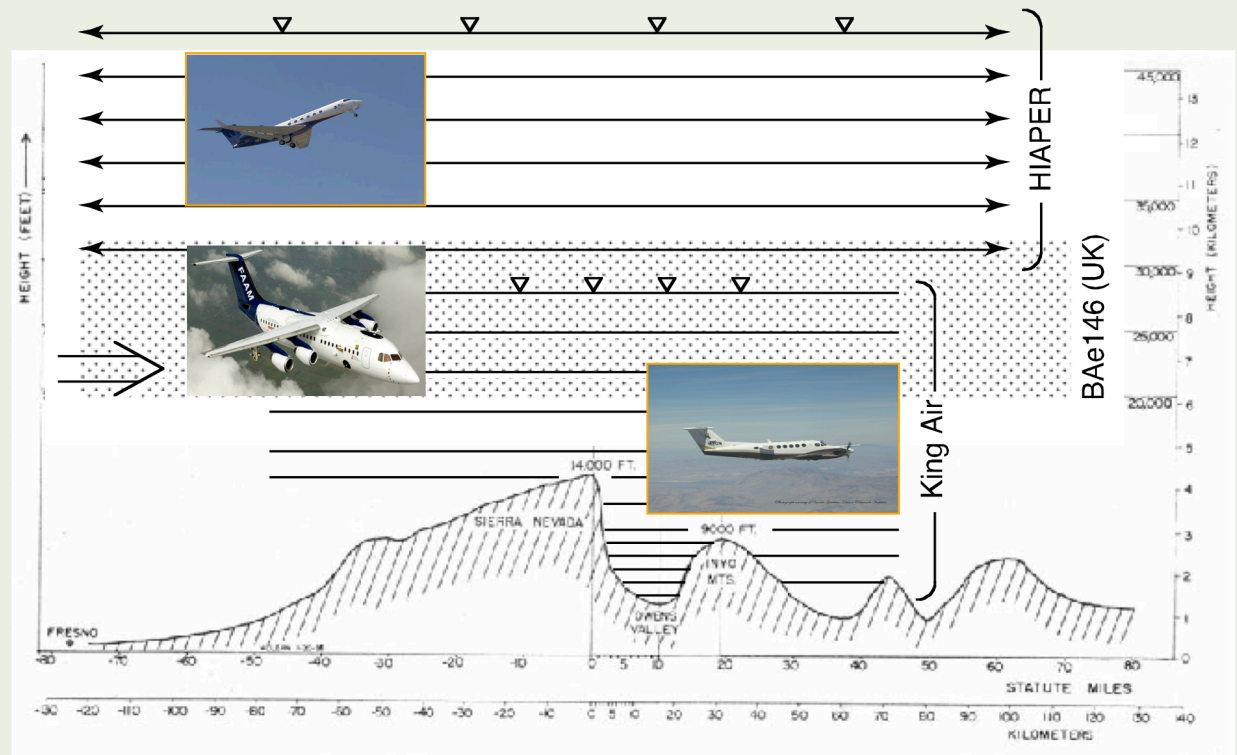 HIAPER
BAe146 (UK)
King Air
HEIGHT (FEET)
45,000
35,000
30,000
25,000
20,000
13
12
11
10
9
8
7
6
5
4
3
2
1
0
HEIGHT (KILOMETERS)
FAAM
14,000 FT.
SIERRA NEVADA
9000 FT.
INYO
MTS.
OWENS
VALLEY
FRESNO
-80 -70 -60 -50 -40 -30 -20 -10 0 5 10 20 30 40 50 60 70 80
STATUTE MILES
-30 -20 -110 -100 -90 -80 -70 -60 -50 -40 -30 -20 -10 0 5 10 20 30 40 50 60 70 80 90 100 110 120 130 140
KILOMETERS